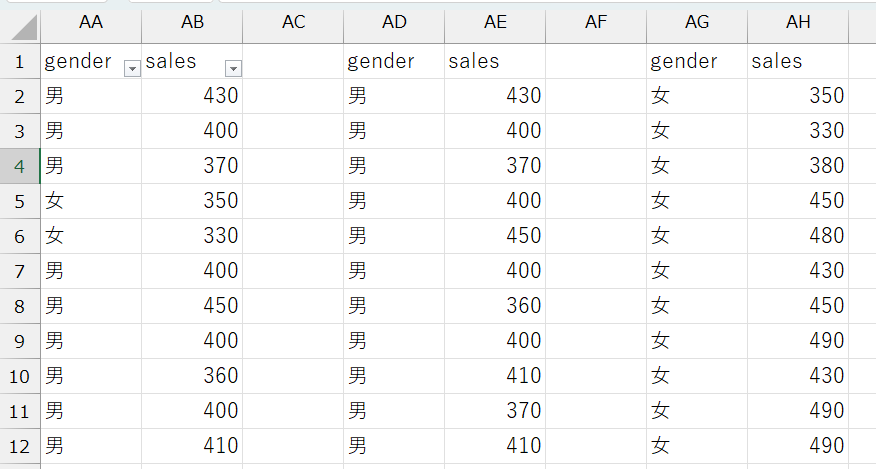 AA AB AC AD AE AF AG AH
1 gender sales gender sales gender sales
2 男 430 男 430 女 350
3 男 400 男 400 女 330
4 男 370 男 370 女 380
5 女 350 男 400 女 450
6 女 330 男 450 女 480
7 男 400 男 400 女 430
8 男 450 男 360 女 450
9 男 400 男 400 女 490
10 男 360 男 410 女 430
11 男 400 男 370 女 490
12 男 410 男 410 女 490